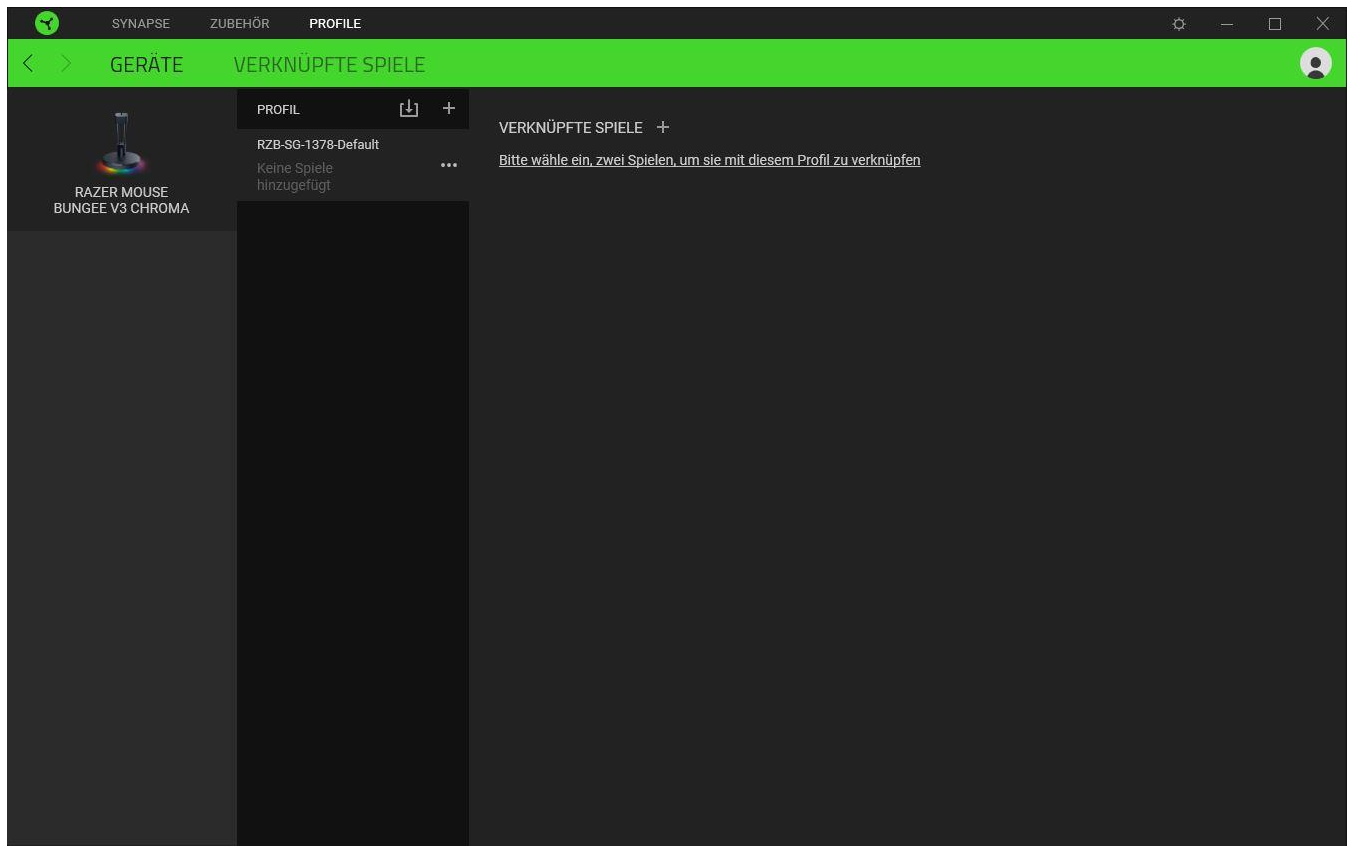 SYNAPSE ZUBEHÖR PROFILE
GERÄTE VERKNÜPFTE SPIELE
RAZER MOUSE
BUNGEE V3 CHROMA
PROFIL
RZB-SG-1378-Default
Keine Spiele
hinzugefügt
VERKNÜPFTE SPIELE
Bitte wähle ein, zwei Spielen, um sie mit diesem Profil zu verknüpfen